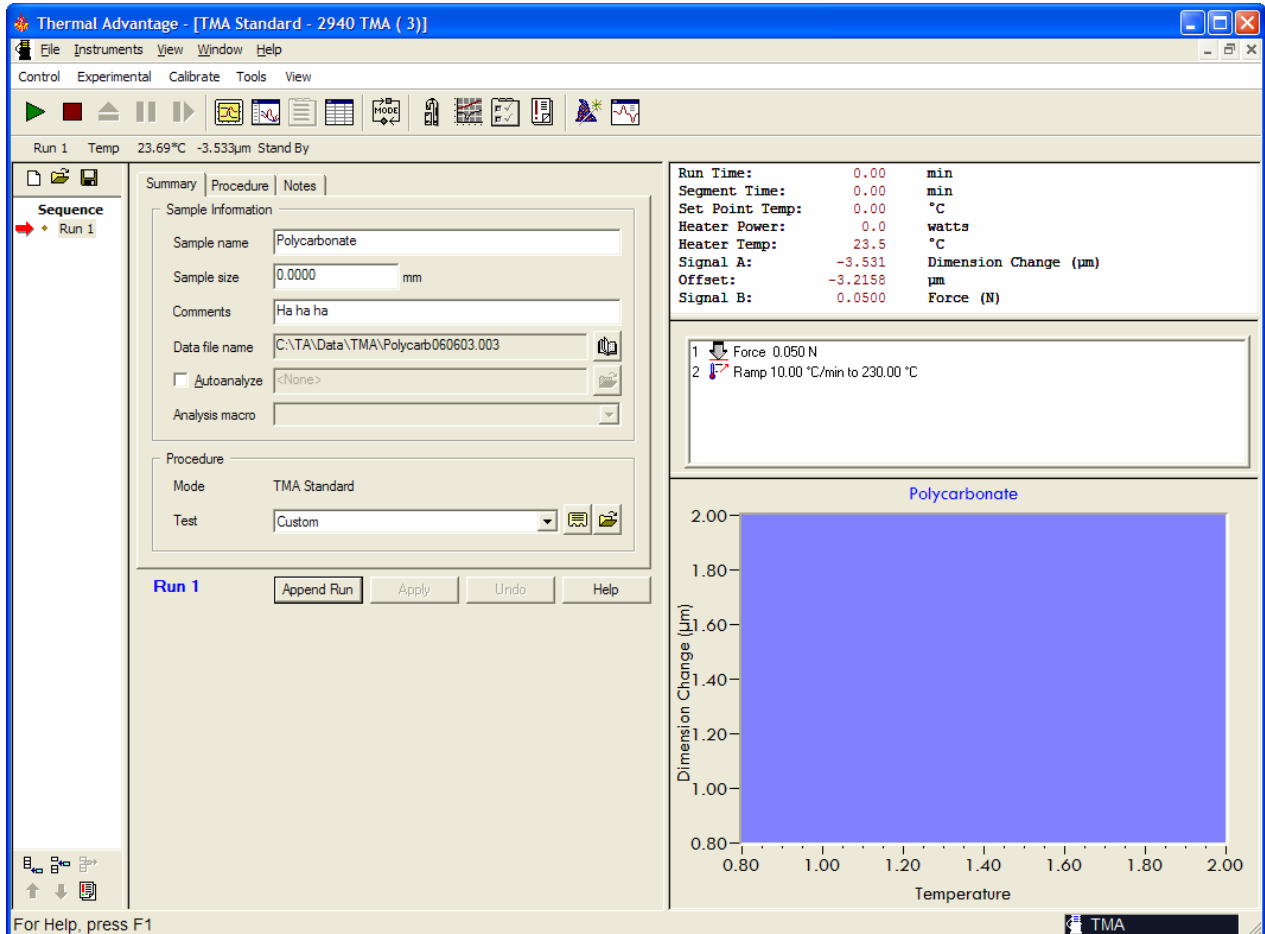 Thermal Advantage - [TMA Standard - 2940 TMA ( 3)]
File Instruments View Window Help
Control Experimental Calibrate Tools View
MODE
Run 1 Temp 23.69°C -3.533µm Stand By
Sequence
Run 1
Summary Procedure Notes
Sample Information
Sample name Polycarbonate
Sample size 0.0000 mm
Comments Ha ha ha
Data file name C:\TA\Data\TMA\Polycarb060603.003
Autoanalyze <None>
Analysis macro
Procedure
Mode TMA Standard
Test Custom
Run 1 Append Run Apply Undo Help
Run Time: 0.00 min
Segment Time: 0.00 min
Set Point Temp: 0.00 °C
Heater Power: 0.0 watts
Heater Temp: 23.5 °C
Signal A: -3.531 Dimension Change (µm)
Offset: -3.2158 µm
Signal B: 0.0500 Force (N)
1 Force 0.050 N
2 Ramp 10.00 °C/min to 230.00 °C
Polycarbonate
Dimension Change (µm)
2.00
1.80
1.60
1.40
1.20
1.00
0.80
0.80 1.00 1.20 1.40 1.60 1.80 2.00
Temperature
For Help, press F1
TMA